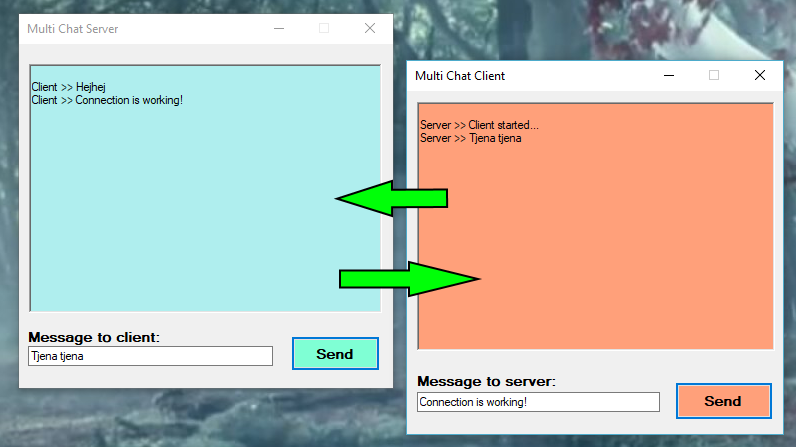 Multi Chat Server
Client >> Hejhej
Client >> Connection is working!
Message to client:
Tjena tjena
Send
Multi Chat Client
Server >> Client started...
Server >> Tjena tjena
Message to server:
Connection is working!
Send